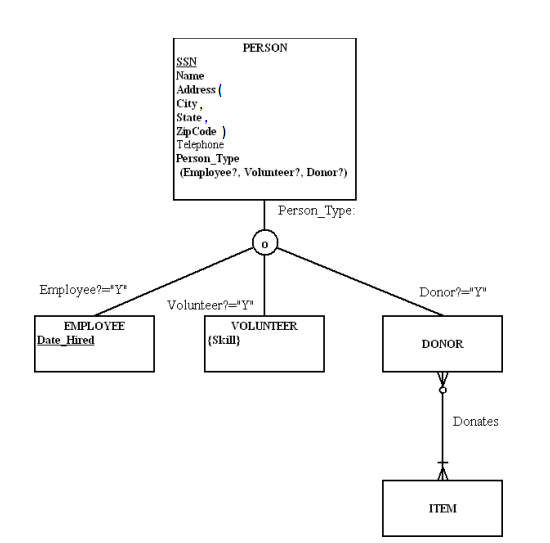 PERSON
SSN
Name
Address (
City ,
State ,
ZipCode )
Telephone
Person_Type
(Employee?, Volunteer?, Donor?)
Person_Type:
o
Employee?="Y"
Volunteer?="Y"
Donor?="Y"
EMPLOYEE
Date_Hired
VOLUNTEER
{Skill}
DONOR
Donates
ITEM